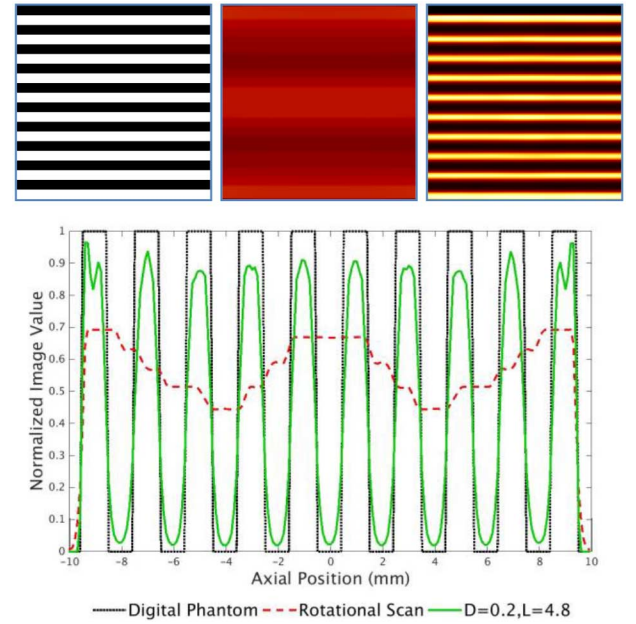 1
0.9
0.8
0.7
0.6
0.5
0.4
0.3
0.2
0.1
0
Normalized Image Value
-10 -8 -6 -4 -2 0 2 4 6 8 10
Axial Position (mm)
Digital Phantom Rotational Scan D=0.2,L=4.8